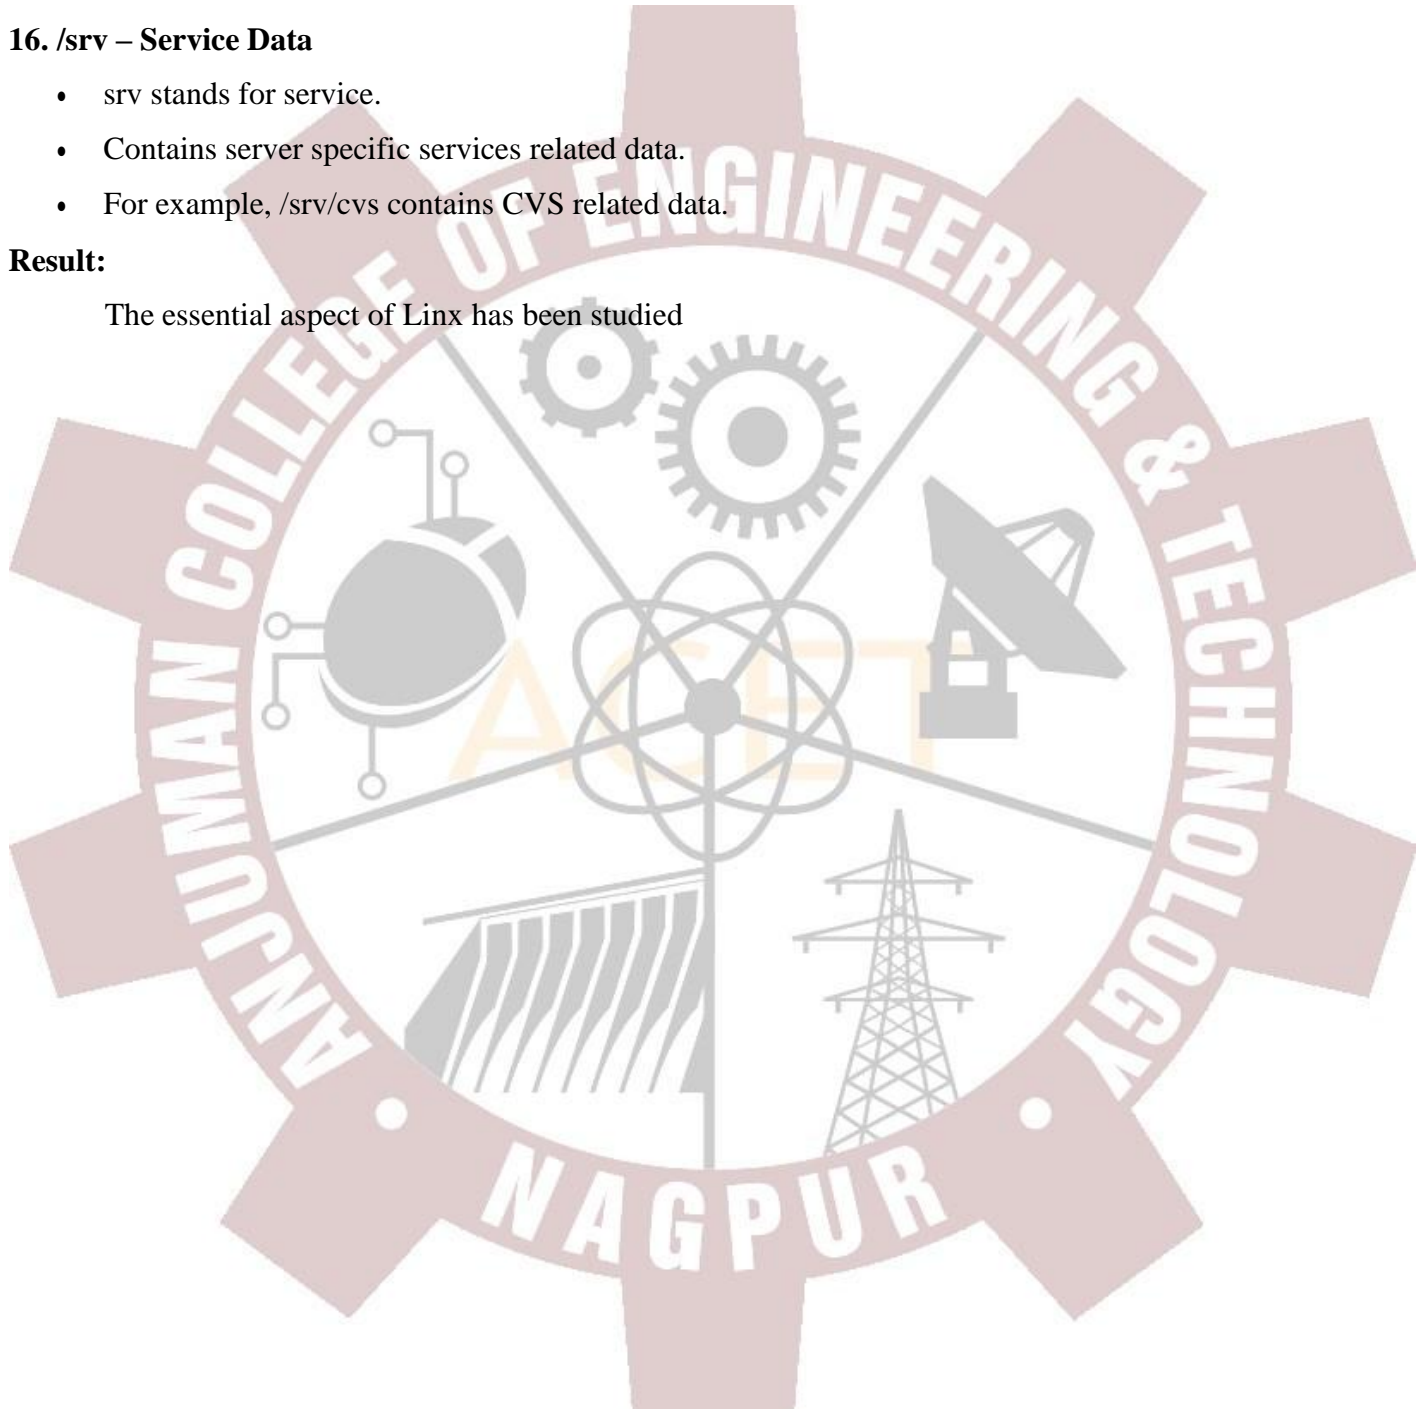 16. /srv – Service Data
• srv stands for service.
• Contains server specific services related data.
• For example, /srv/cvs contains CVS related data.
Result:
The essential aspect of Linx has been studied
ANJUMAN COLLEGE OF ENGINEERING & TECHNOLOGY
ACET
• NAGPUR •